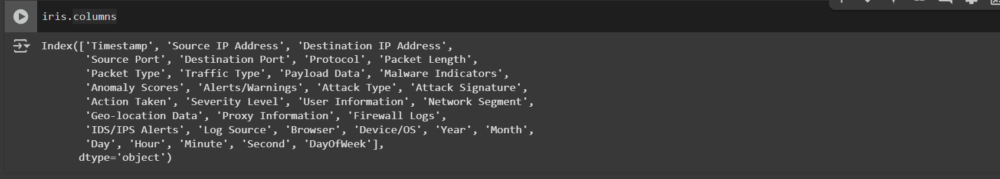 iris.columns
Index(['Timestamp', 'Source IP Address', 'Destination IP Address',
'Source Port', 'Destination Port', 'Protocol', 'Packet Length',
'Packet Type', 'Traffic Type', 'Payload Data', 'Malware Indicators',
'Anomaly Scores', 'Alerts/Warnings', 'Attack Type', 'Attack Signature',
'Action Taken', 'Severity Level', 'User Information', 'Network Segment',
'Geo-location Data', 'Proxy Information', 'Firewall Logs',
'IDS/IPS Alerts', 'Log Source', 'Browser', 'Device/OS', 'Year', 'Month',
'Day', 'Hour', 'Minute', 'Second', 'DayOfWeek'],
dtype='object')